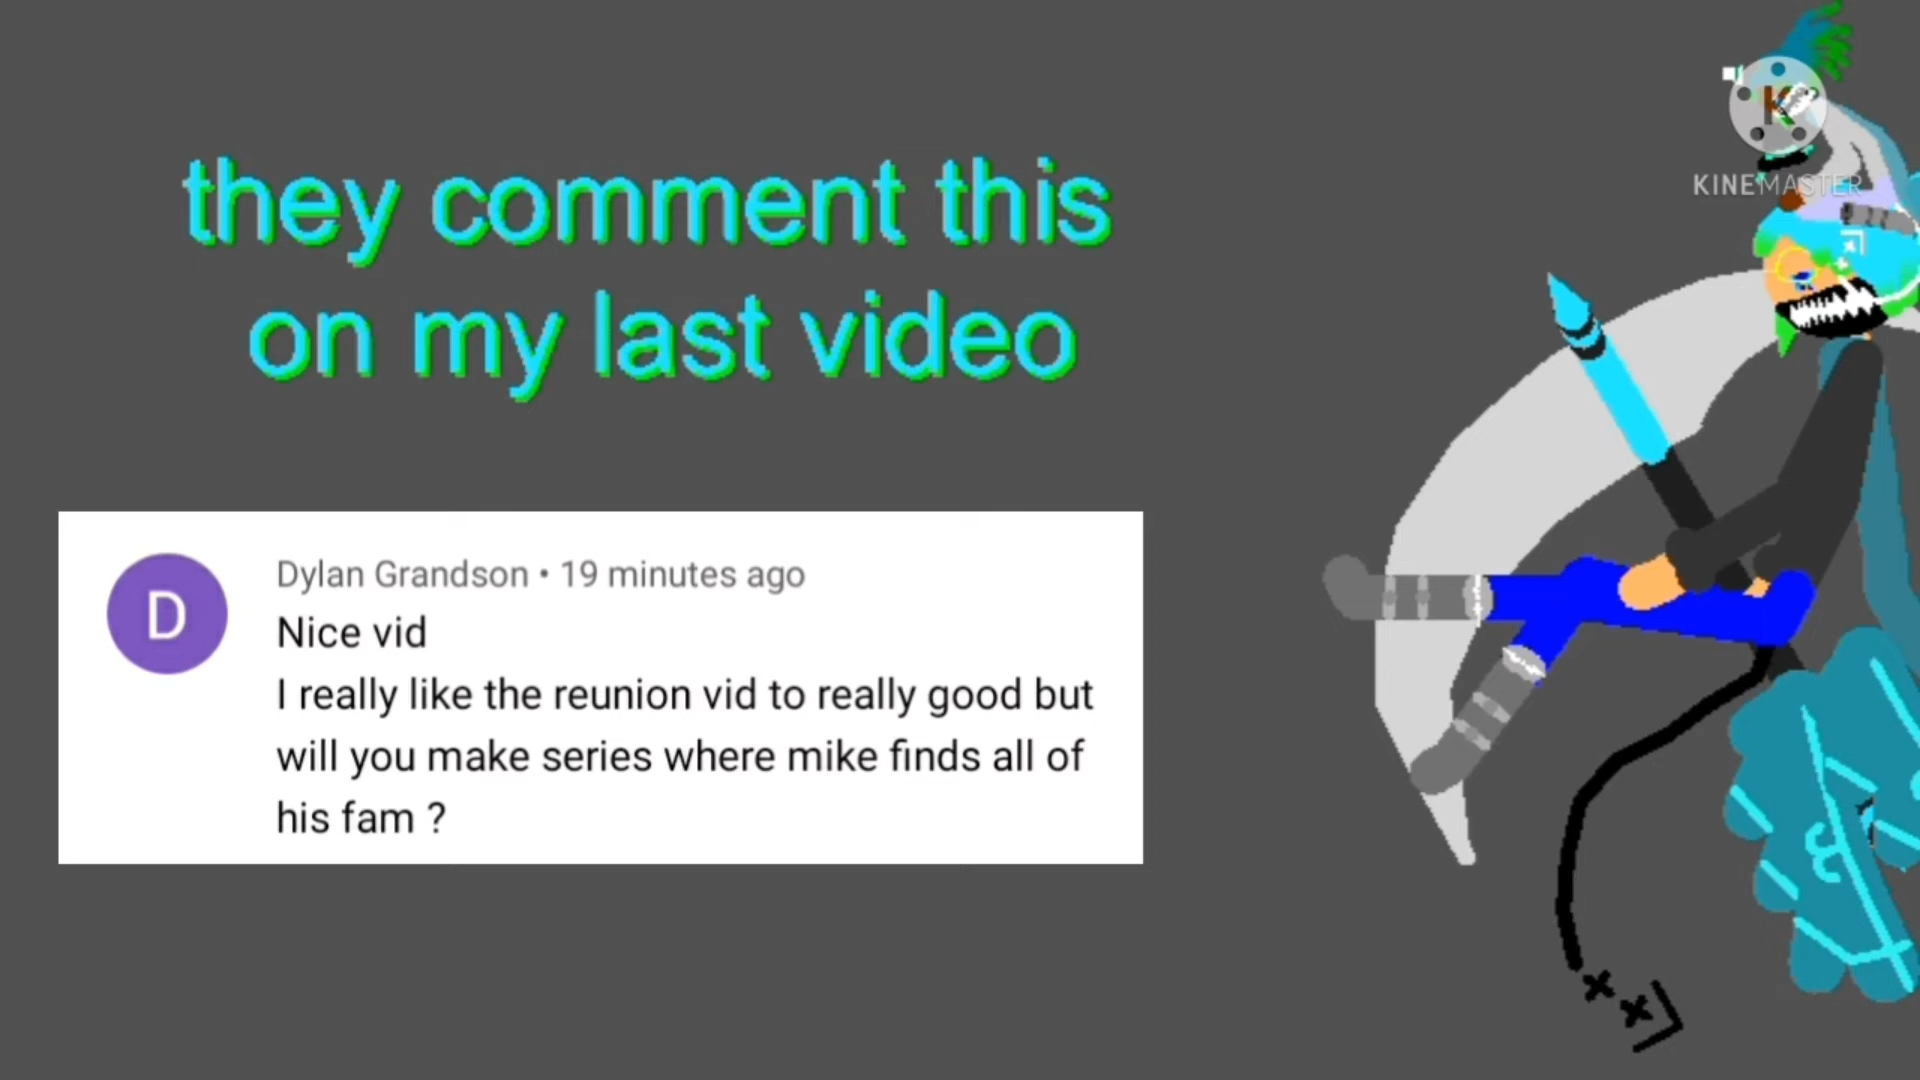 they comment this
on my last video
K
KINEMASTER
D
Dylan Grandson • 19 minutes ago
Nice vid
I really like the reunion vid to really good but
will you make series where mike finds all of
his fam ?